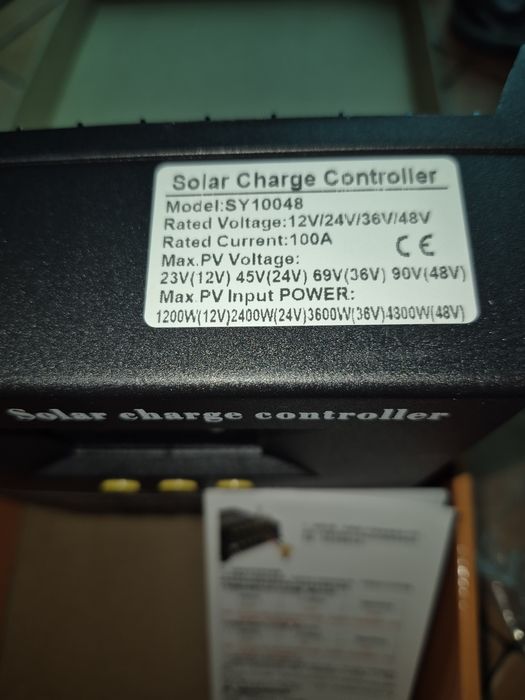 Solar Charge Controller
Model:SY10048
Rated Voltage:12V/24V/36V/48V
Rated Current:100A
CE
Max.PV Voltage:
23V(12V) 45V(24V) 69V(36V) 90V(48V)
Max.PV Input POWER:
1200W(12V)2400W(24V)3600W(36V)4800W(48V)
Solar charge controller